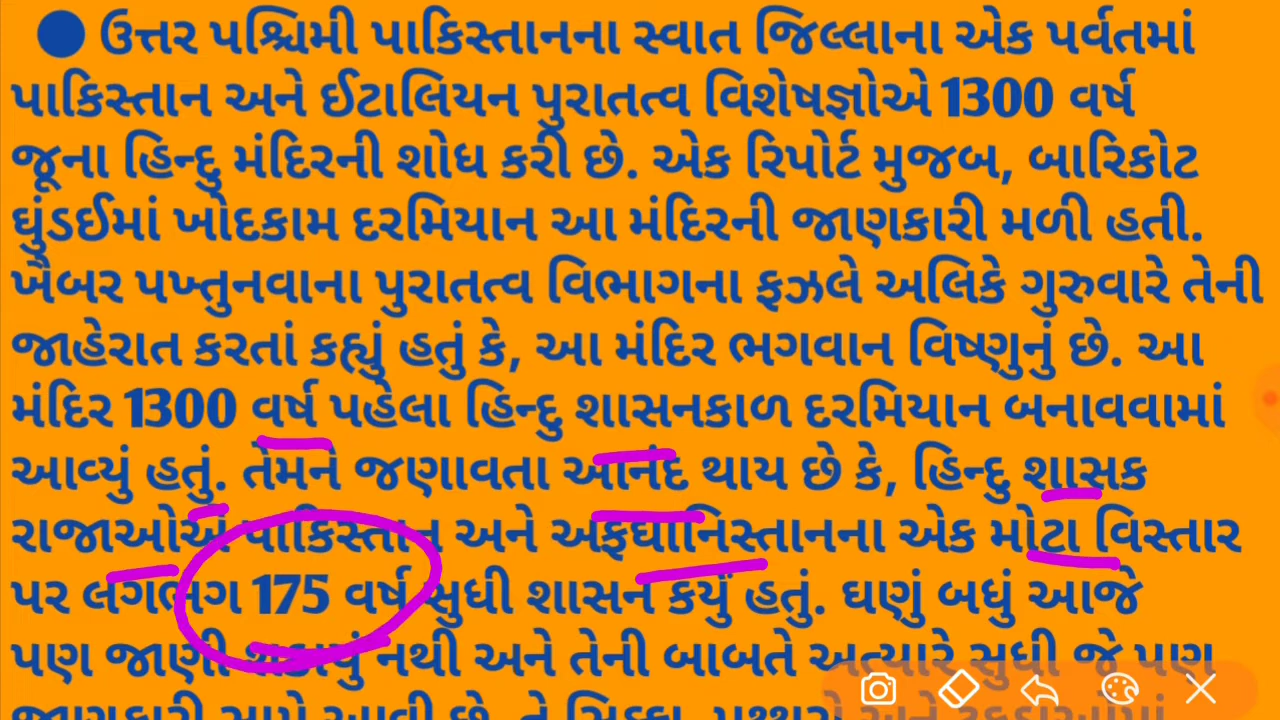 ● ઉત્તર પશ્ચિમી પાકિસ્તાનના સ્વાત જિલ્લાના એક પર્વતમાં
પાકિસ્તાન અને ઈટાલિયન પુરાતત્વ વિશેષજ્ઞોએ 1300 વર્ષ
જૂના હિન્દુ મંદિરની શોધ કરી છે. એક રિપોર્ટ મુજબ, બારિકોટ
ઘુંડઈમાં ખોદકામ દરમિયાન આ મંદિરની જાણકારી મળી હતી.
ખૈબર પખ્તુનવાના પુરાતત્વ વિભાગના ફઝલે અલિકે ગુરુવારે તેની
જાહેરાત કરતાં કહ્યું હતું કે, આ મંદિર ભગવાન વિષ્ણુનું છે. આ
મંદિર 1300 વર્ષ પહેલા હિન્દુ શાસનકાળ દરમિયાન બનાવવામાં
આવ્યું હતું. તેમને જણાવતા આનંદ થાય છે કે, હિન્દુ શાસક
રાજાઓએ પાકિસ્તાન અને અફઘાનિસ્તાનના એક મોટા વિસ્તાર
પર લગભગ 175 વર્ષ સુધી શાસન કર્યું હતું. ઘણું બધું આજે
પણ જાણી શકાયું નથી અને તેની બાબતે અત્યારે સુધી જે પણ